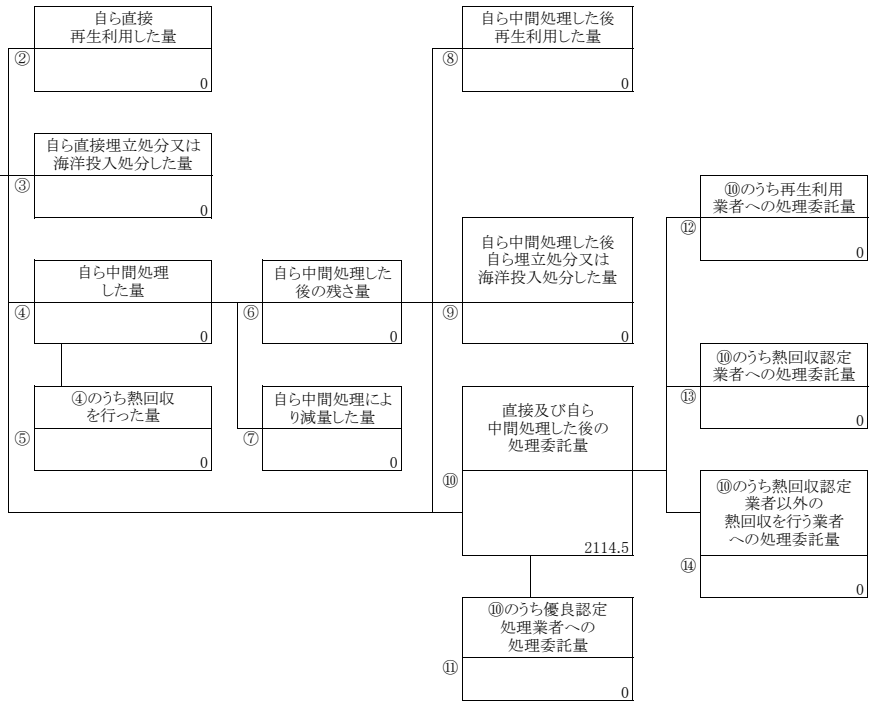 自ら直接
再生利用した量
②
0
自ら直接埋立処分又は
海洋投入処分した量
③
0
自ら中間処理
した量
④
0
④のうち熱回収
を行った量
⑤
0
自ら中間処理した
後の残さ量
⑥
0
自ら中間処理によ
り減量した量
⑦
0
自ら中間処理した後
再生利用した量
⑧
0
自ら中間処理した後
自ら埋立処分又は
海洋投入処分した量
⑨
0
直接及び自ら
中間処理した後の
処理委託量
⑩
2114.5
⑩のうち優良認定
処理業者への
処理委託量
⑪
0
⑩のうち再生利用
業者への処理委託量
⑫
0
⑩のうち熱回収認定
業者への処理委託量
⑬
0
⑩のうち熱回収認定
業者以外の
熱回収を行う業者
への処理委託量
⑭
0